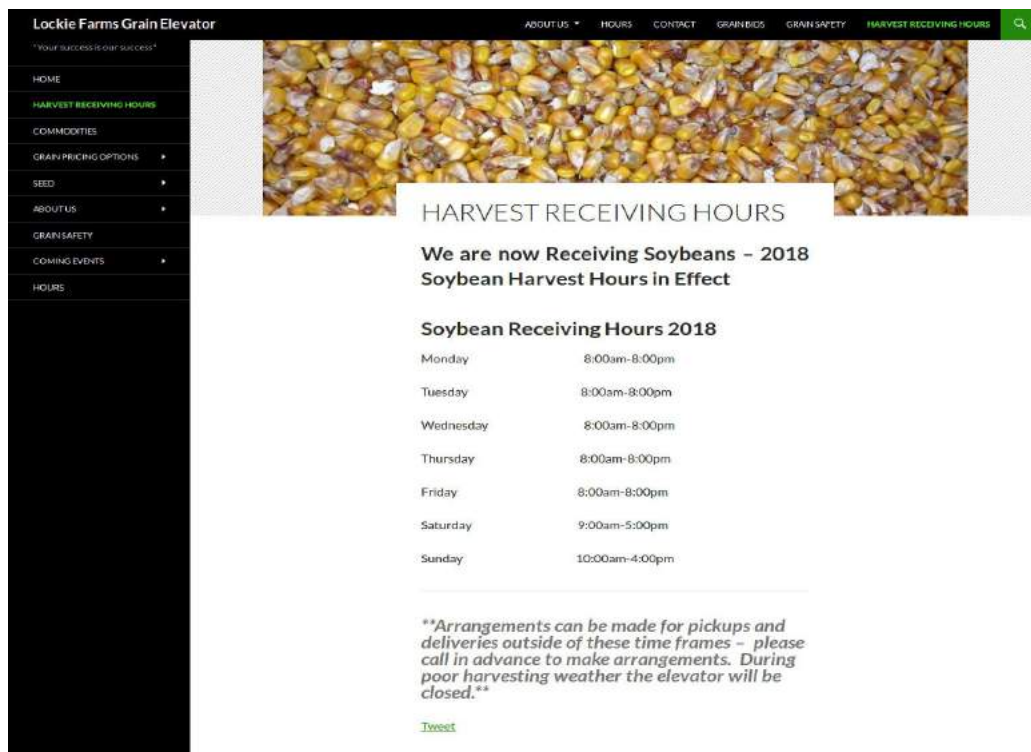 Lockie Farms Grain Elevator
ABOUT US HOURS CONTACT GRAIN BIDS GRAIN SAFETY HARVEST RECEIVING HOURS
"Your success is our success"
HOME
HARVEST RECEIVING HOURS
COMMODITIES
GRAIN PRICING OPTIONS
SEED
ABOUT US
GRAIN SAFETY
COMING EVENTS
HOURS
HARVEST RECEIVING HOURS
We are now Receiving Soybeans – 2018
Soybean Harvest Hours in Effect
Soybean Receiving Hours 2018
Monday 8:00am-8:00pm
Tuesday 8:00am-8:00pm
Wednesday 8:00am-8:00pm
Thursday 8:00am-8:00pm
Friday 8:00am-8:00pm
Saturday 9:00am-5:00pm
Sunday 10:00am-4:00pm
**Arrangements can be made for pickups and
deliveries outside of these time frames – please
call in advance to make arrangements. During
poor harvesting weather the elevator will be
closed.**
Tweet